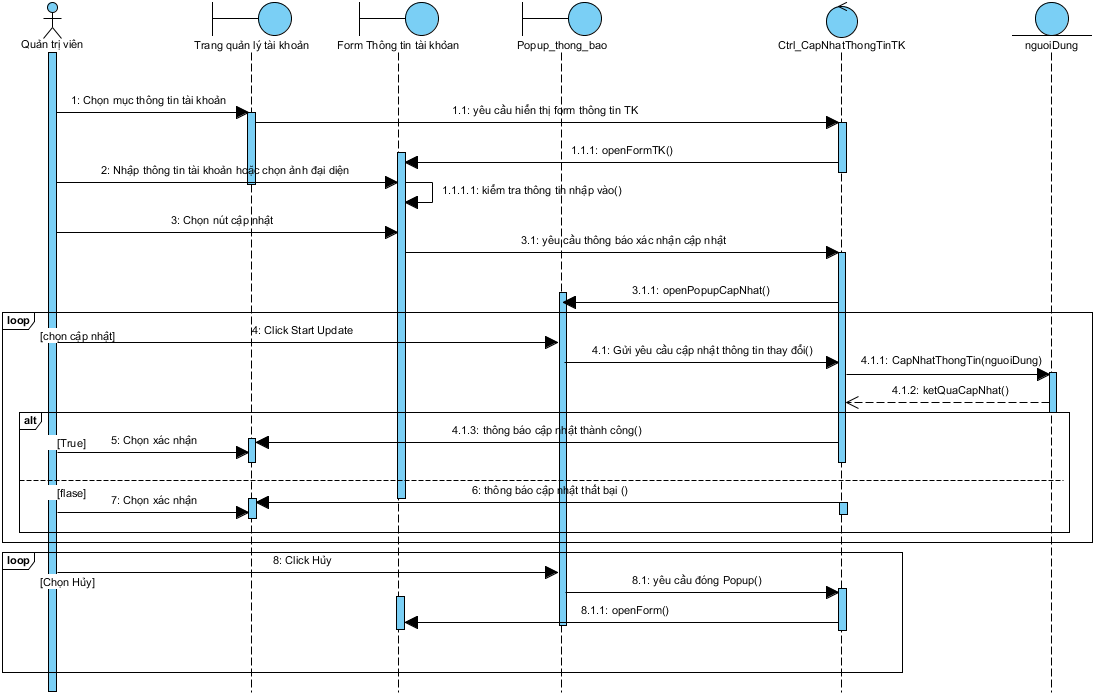 Quản trị viên
Trang quản lý tài khoản
Form Thông tin tài khoản
Popup_thong_bao
Ctrl_CapNhatThongTinTK
nguoiDung
1: Chọn mục thông tin tài khoản
1.1: yêu cầu hiển thị form thông tin TK
1.1.1: openFormTK()
2: Nhập thông tin tài khoản hoặc chọn ảnh đại diện
1.1.1.1: kiểm tra thông tin nhập vào()
3: Chọn nút cập nhật
3.1: yêu cầu thông báo xác nhận cập nhật
3.1.1: openPopupCapNhat()
loop
[chọn cập nhật]
4: Click Start Update
4.1: Gửi yêu cầu cập nhật thông tin thay đổi()
4.1.1: CapNhatThongTin(nguoiDung)
4.1.2: ketQuaCapNhat()
alt
[True]
5: Chọn xác nhận
4.1.3: thông báo cập nhật thành công()
[flase]
7: Chọn xác nhận
6: thông báo cập nhật thất bại ()
loop
8: Click Hủy
[Chọn Hủy]
8.1: yêu cầu đóng Popup()
8.1.1: openForm()